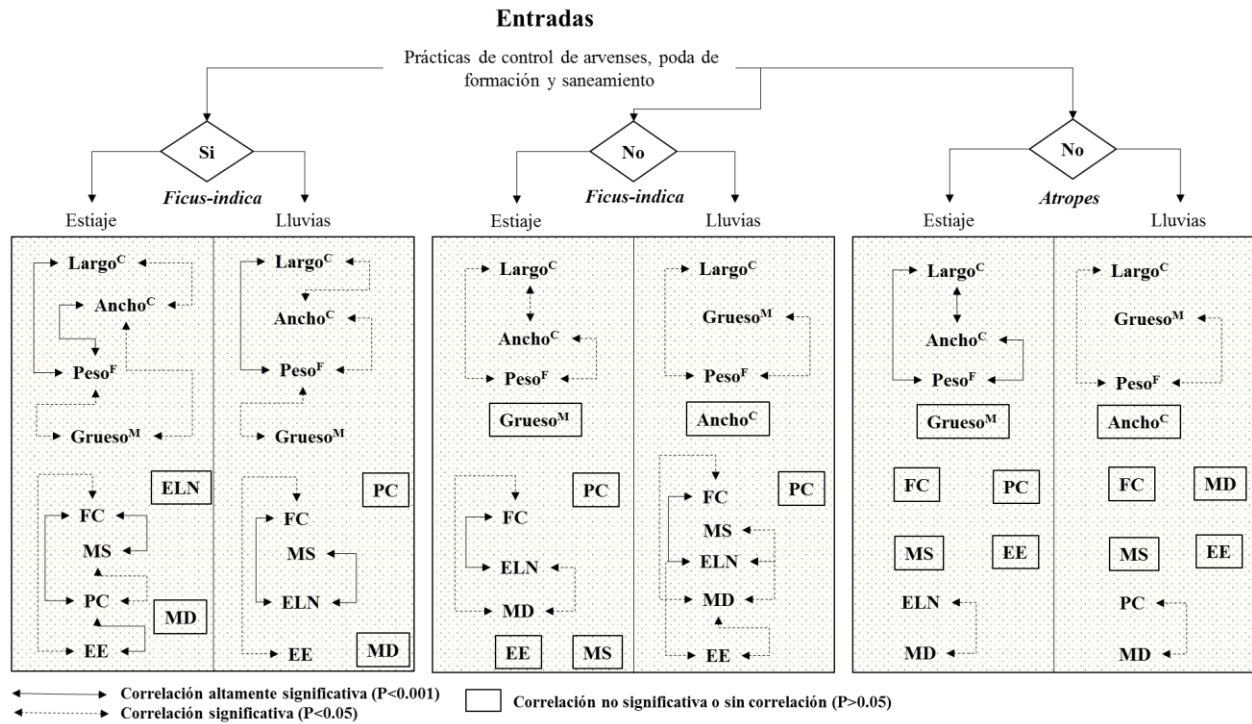 Entradas
Prácticas de control de arvenses, poda de
formación y saneamiento
Si
No
No
Ficus-indica
Ficus-indica
Atropes
Estiaje
Lluvias
Estiaje
Lluvias
Estiaje
Lluvias
Largo^C
Ancho^C
Peso^F
Grueso^M
ELN
FC
MS
PC
MD
EE
Largo^C
Ancho^C
Peso^F
Grueso^M
PC
FC
MS
ELN
EE
MD
Largo^C
Ancho^C
Peso^F
Grueso^M
PC
FC
ELN
MD
EE
MS
Largo^C
Grueso^M
Peso^F
Ancho^C
PC
FC
MS
ELN
MD
EE
Largo^C
Ancho^C
Peso^F
Grueso^M
FC
PC
MS
EE
ELN
MD
Largo^C
Grueso^M
Peso^F
Ancho^C
FC
MD
MS
EE
PC
MD
Correlación altamente significativa (P<0.001)
Correlación significativa (P<0.05)
Correlación no significativa o sin correlación (P>0.05)